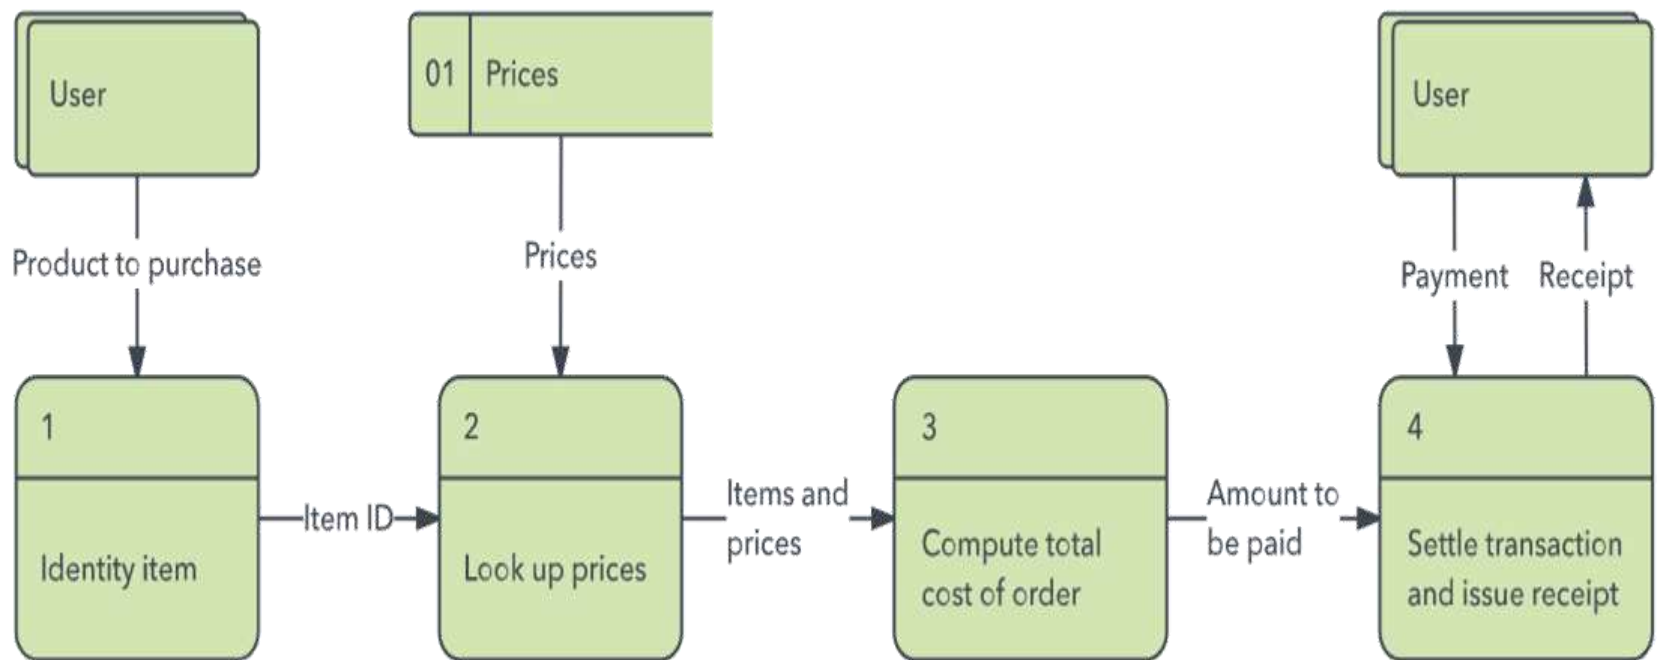 User
01 Prices
User
Product to purchase
Prices
Payment Receipt
1
2
3
4
Identity item
Item ID
Look up prices
Items and
prices
Compute total
cost of order
Amount to
be paid
Settle transaction
and issue receipt